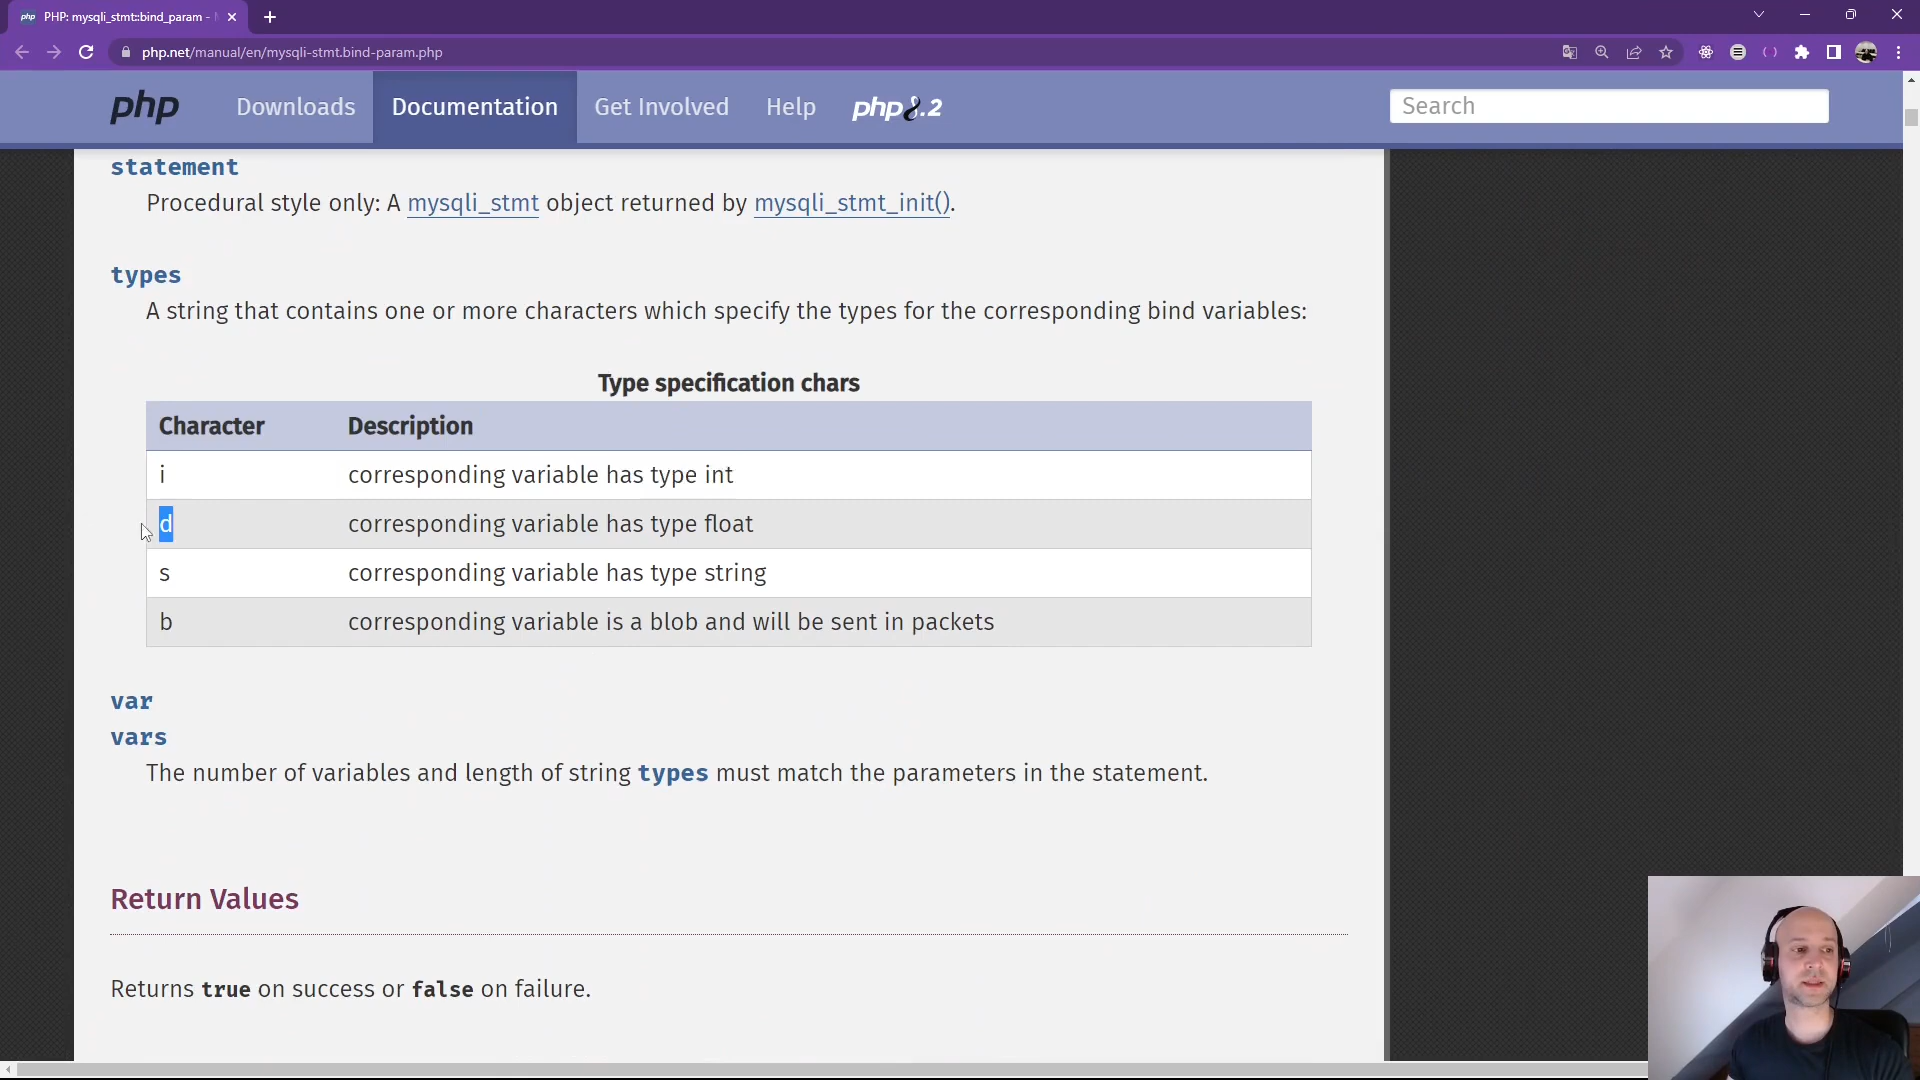 PHP: mysqli_stmt::bind_param -
php.net/manual/en/mysqli-stmt.bind-param.php
php
Downloads
Documentation
Get Involved
Help
php8.2
Search
statement
Procedural style only: A mysqli_stmt object returned by mysqli_stmt_init().
types
A string that contains one or more characters which specify the types for the corresponding bind variables:
Type specification chars
Character Description
i corresponding variable has type int
d corresponding variable has type float
s corresponding variable has type string
b corresponding variable is a blob and will be sent in packets
var
vars
The number of variables and length of string types must match the parameters in the statement.
Return Values
Returns true on success or false on failure.